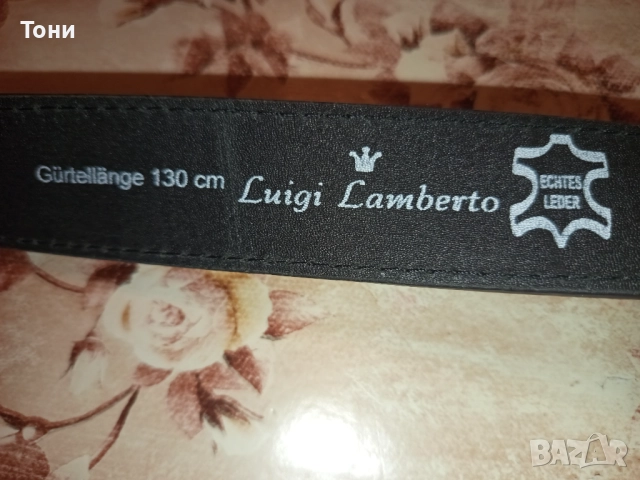 Тони
Gürtellänge 130 cm
Luigi Lamberto
ECHTES
LEDER
BAZAR